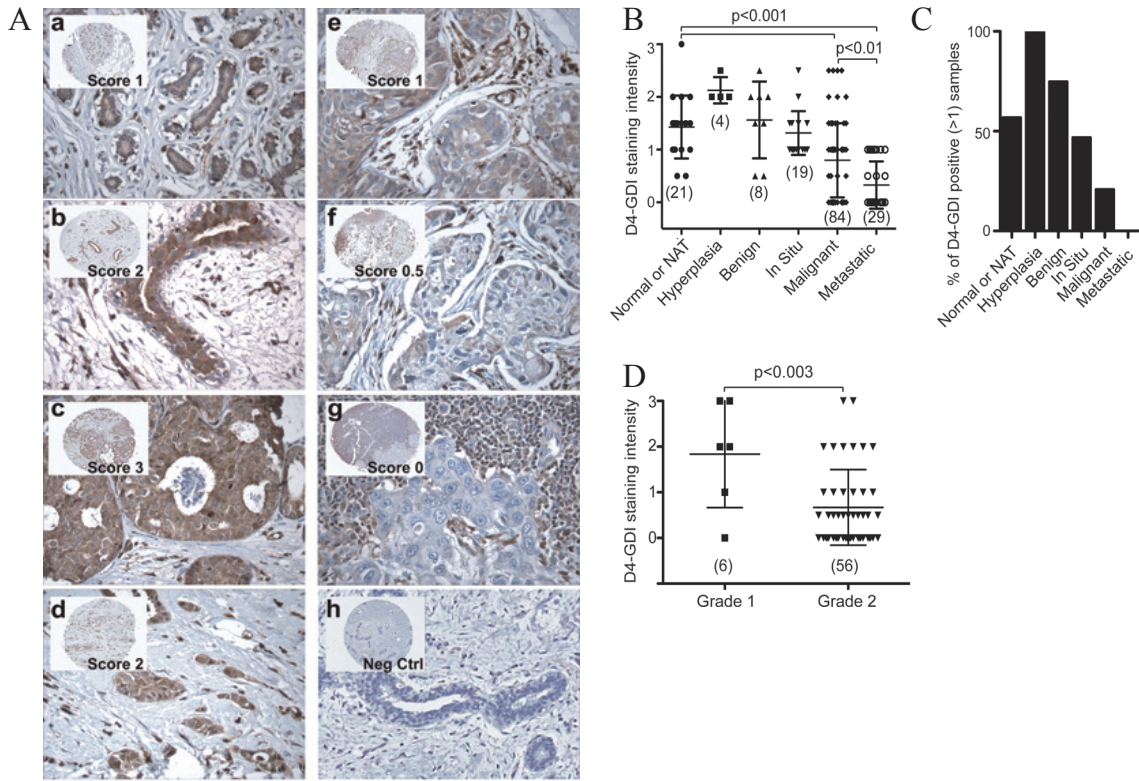 A
a
Score 1
b
Score 2
c
Score 3
d
Score 2
e
Score 1
f
Score 0.5
g
Score 0
h
Neg Ctrl
B
p<0.001
p<0.01
D4-GDI staining intensity
3
2
1
0
(21)
(4)
(8)
(19)
(84)
(29)
Normal or NAT
Hyperplasia
Benign
In Situ
Malignant
Metastatic
C
% of D4-GDI positive (>1) samples
100
50
0
Normal or NAT
Hyperplasia
Benign
In Situ
Malignant
Metastatic
D
p<0.003
D4-GDI staining intensity
3
2
1
0
(6)
(56)
Grade 1
Grade 2